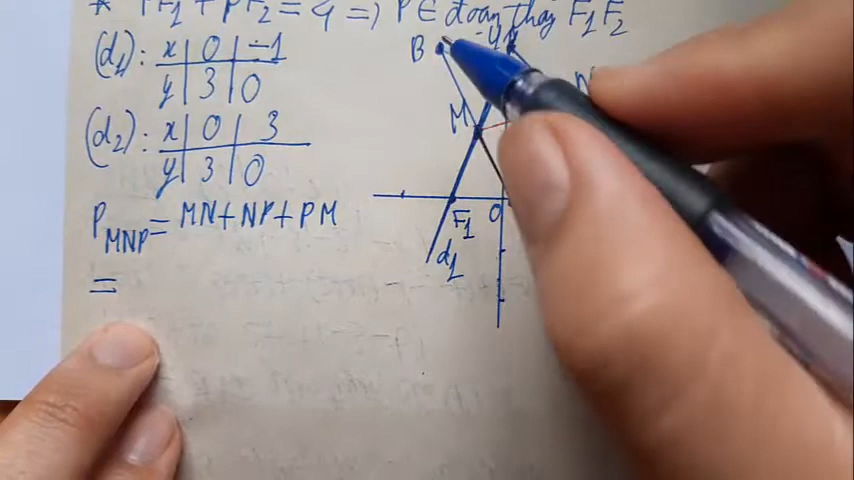 * PF₁ + PF₂ = 4 => P ∈ đoạn thẳng F₁F₂
(d₁): x | 0 | -1
y | 3 | 0
(d₂): x | 0 | 3
y | 3 | 0
P_MNP = MN + NP + PM
=
B
M
F₁
O
d₁